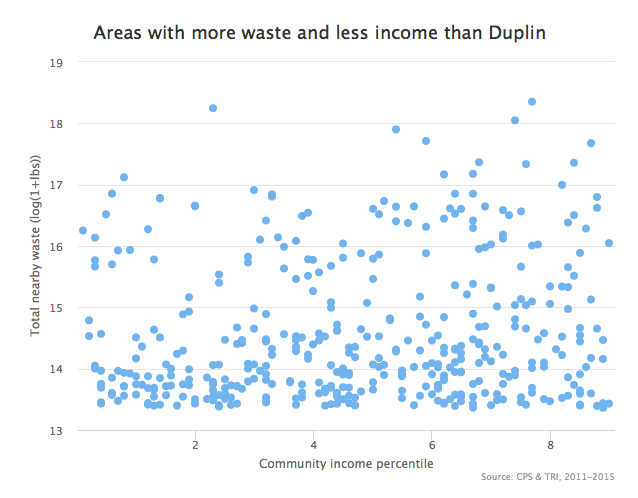 Areas with more waste and less income than Duplin
Total nearby waste (log(1+lbs))
19
18
17
16
15
14
13
2
4
6
8
Community income percentile
Source: CPS & TRI, 2011–2015